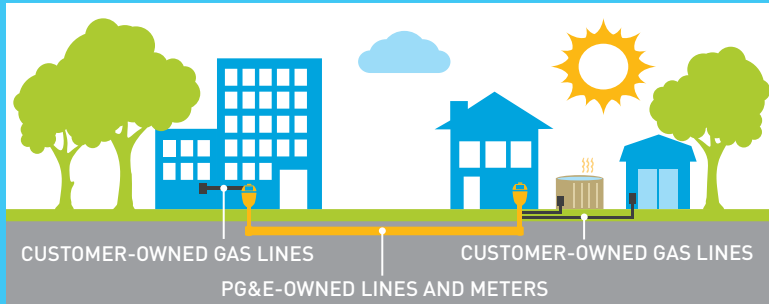 CUSTOMER-OWNED GAS LINES
CUSTOMER-OWNED GAS LINES
PG&E-OWNED LINES AND METERS